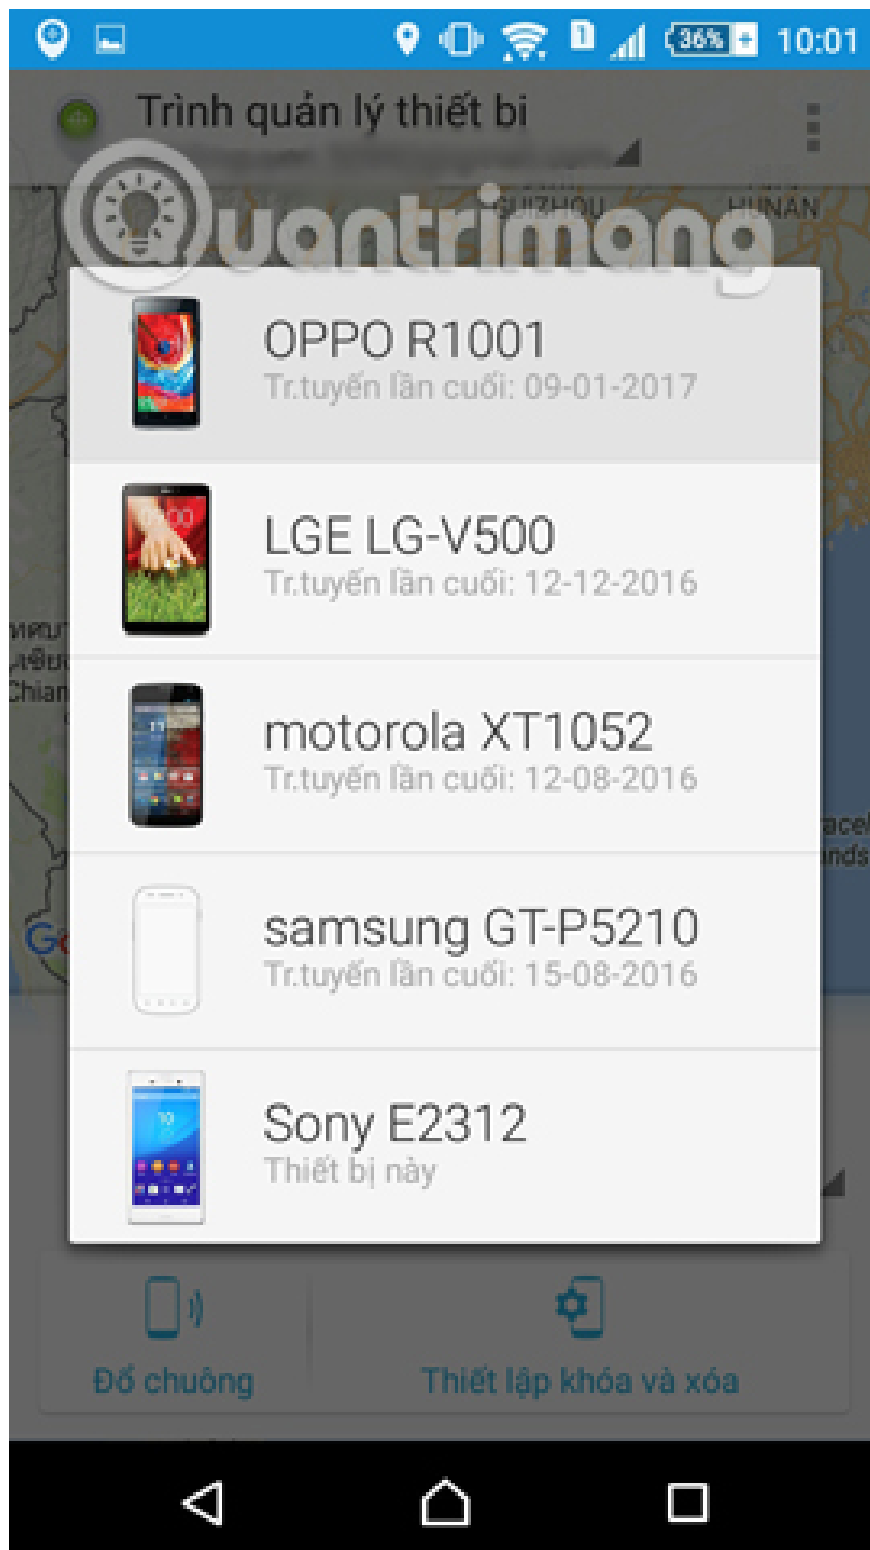 1 36% 10:01
Trình quản lý thiết bị
Quantrimang
GUIZHOU HUNAN
OPPO R1001
Tr.tuyến lần cuối: 09-01-2017
LGE LG-V500
Tr.tuyến lần cuối: 12-12-2016
motorola XT1052
Tr.tuyến lần cuối: 12-08-2016
samsung GT-P5210
Tr.tuyến lần cuối: 15-08-2016
Sony E2312
Thiết bị này
Đổ chuông
Thiết lập khóa và xóa